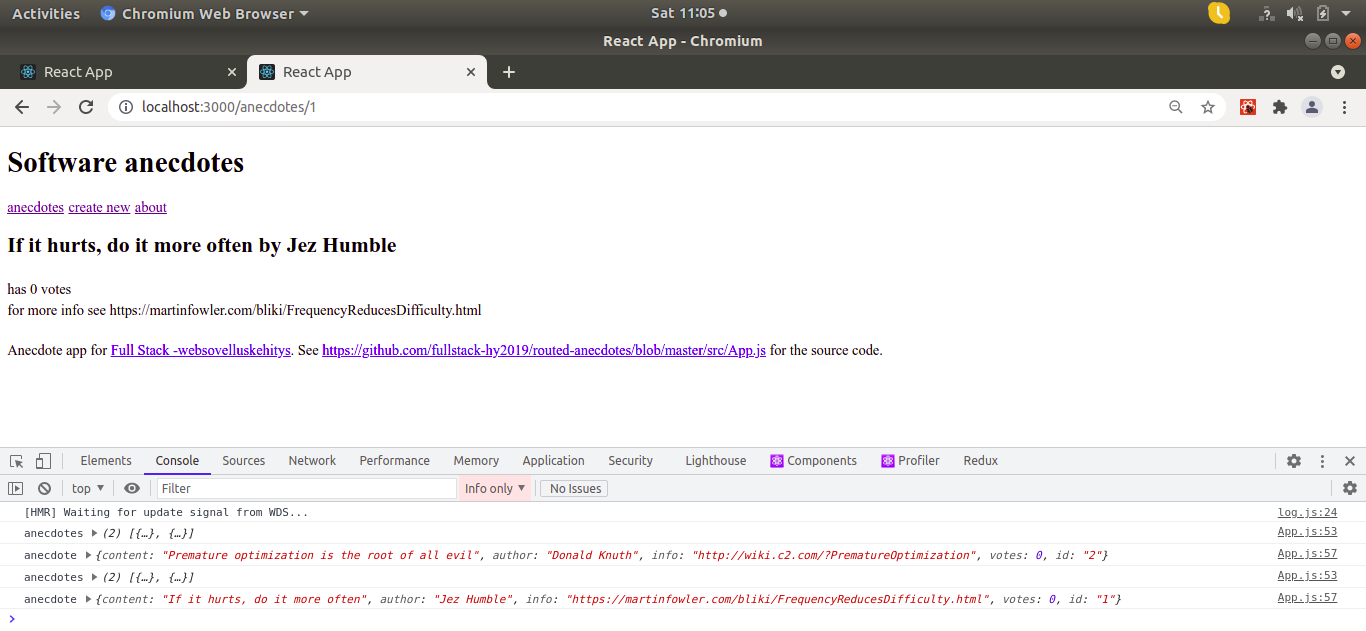 Activities Chromium Web Browser Sat 11:05
React App - Chromium
React App React App
localhost:3000/anecdotes/1
Software anecdotes
anecdotes create new about
If it hurts, do it more often by Jez Humble
has 0 votes
for more info see https://martinfowler.com/bliki/FrequencyReducesDifficulty.html
Anecdote app for Full Stack -websovelluskehitys. See https://github.com/fullstack-hy2019/routed-anecdotes/blob/master/src/App.js for the source code.
Elements Console Sources Network Performance Memory Application Security Lighthouse Components Profiler Redux
top Filter Info only No Issues
[HMR] Waiting for update signal from WDS... log.js:24
anecdotes (2) [{…}, {…}] App.js:53
anecdote {content: "Premature optimization is the root of all evil", author: "Donald Knuth", info: "http://wiki.c2.com/?PrematureOptimization", votes: 0, id: "2"} App.js:57
anecdotes (2) [{…}, {…}] App.js:53
anecdote {content: "If it hurts, do it more often", author: "Jez Humble", info: "https://martinfowler.com/bliki/FrequencyReducesDifficulty.html", votes: 0, id: "1"} App.js:57